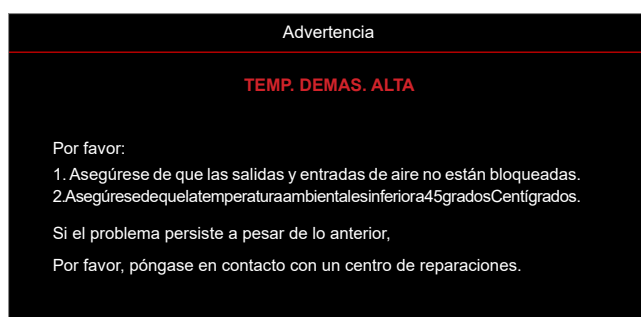 Advertencia
TEMP. DEMAS. ALTA
Por favor:
1. Asegúrese de que las salidas y entradas de aire no están bloqueadas.
2.Asegúresedequelatemperaturaambientalesinferiora45gradosCentígrados.
Si el problema persiste a pesar de lo anterior,
Por favor, póngase en contacto con un centro de reparaciones.